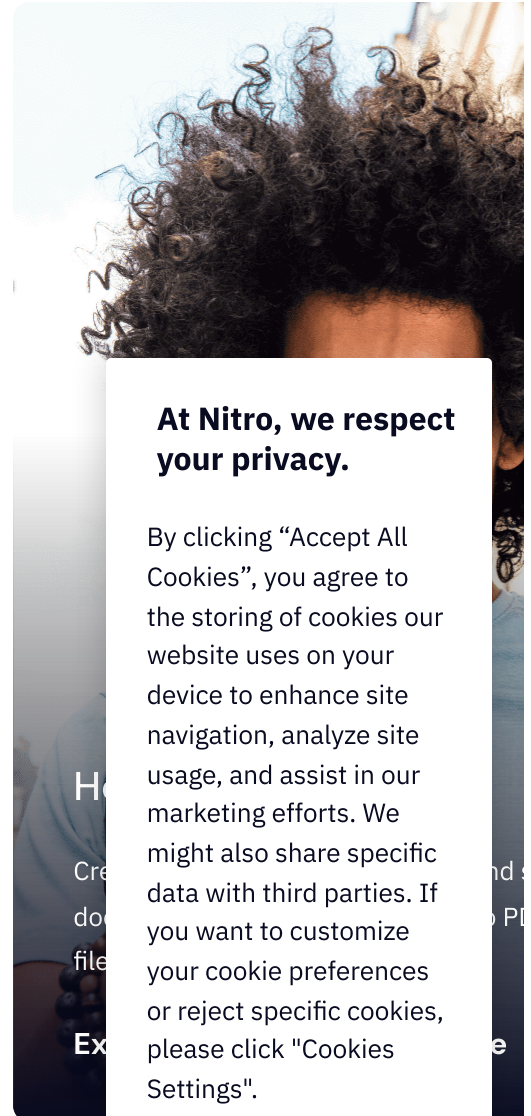 At Nitro, we respect
your privacy.
By clicking “Accept All
Cookies”, you agree to
the storing of cookies our
website uses on your
device to enhance site
navigation, analyze site
usage, and assist in our
marketing efforts. We
might also share specific
data with third parties. If
you want to customize
your cookie preferences
or reject specific cookies,
please click "Cookies
Settings".